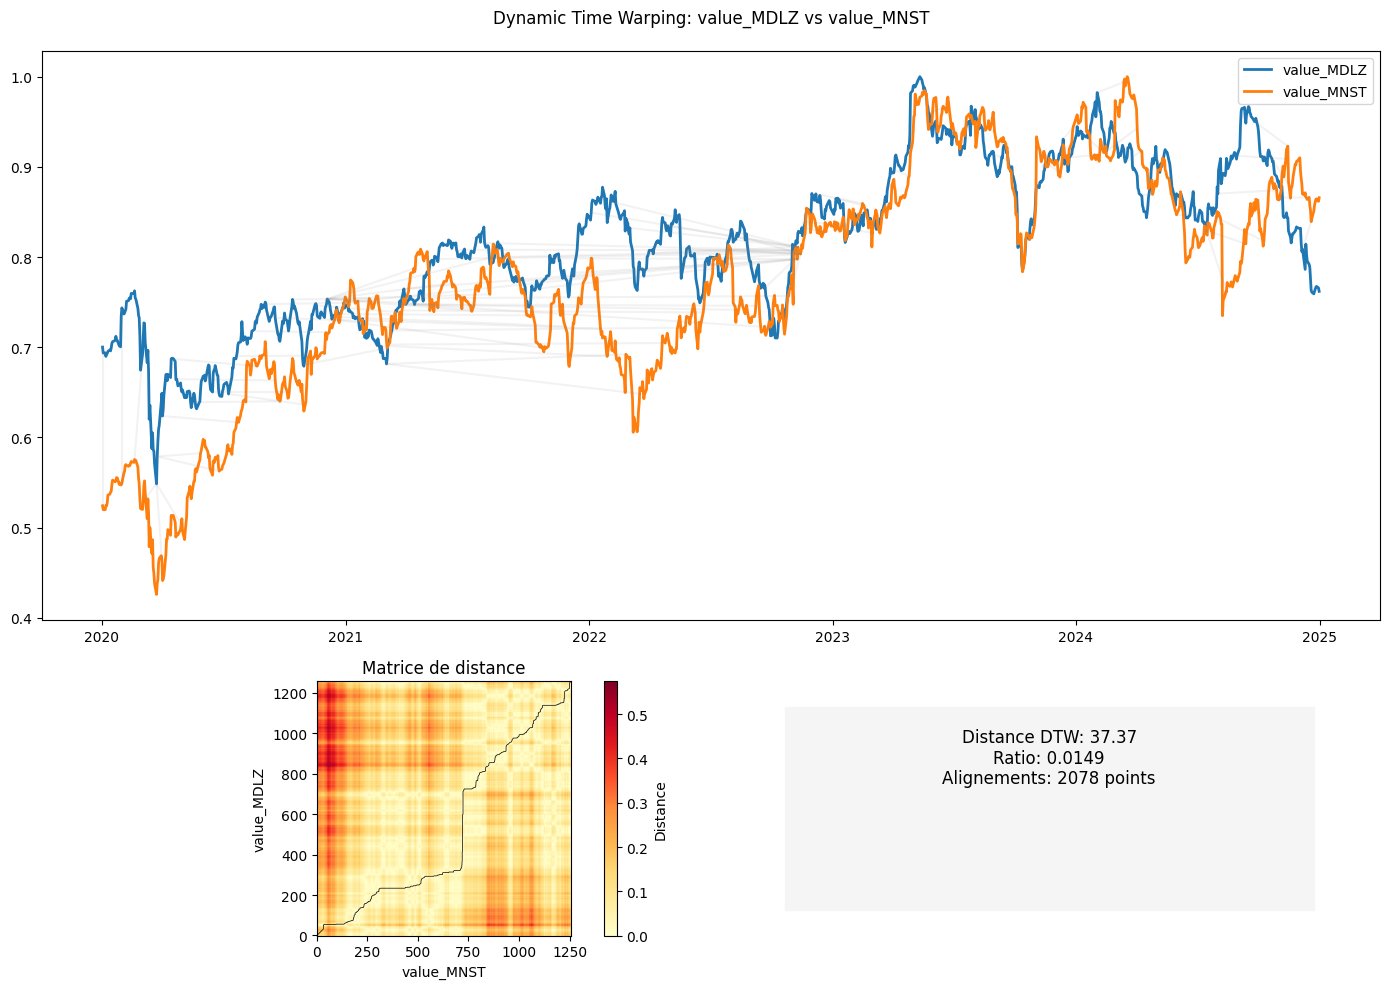 Dynamic Time Warping: value_MDLZ vs value_MNST
value_MDLZ
value_MNST
1.0
0.9
0.8
0.7
0.6
0.5
0.4
2020 2021 2022 2023 2024 2025
Matrice de distance
1200
1000
800
600
400
200
0
value_MDLZ
0 250 500 750 1000 1250
value_MNST
0.5
0.4
0.3
0.2
0.1
0.0
Distance
Distance DTW: 37.37
Ratio: 0.0149
Alignements: 2078 points